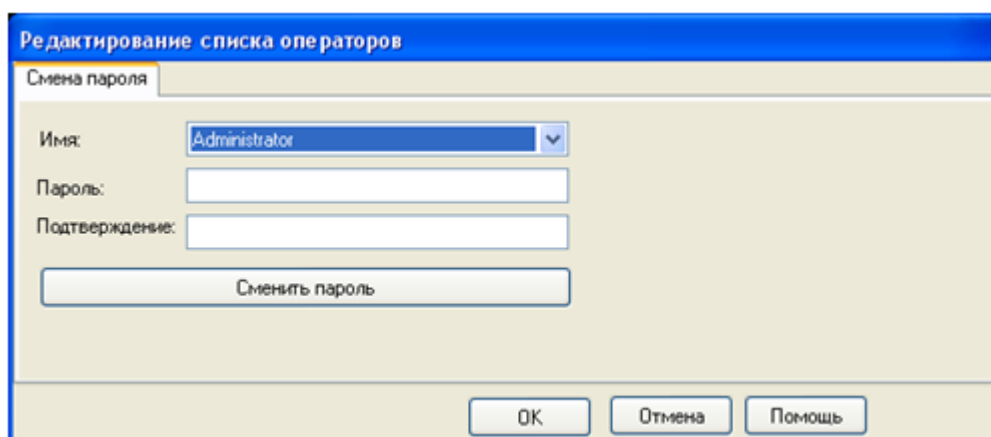 Редактирование списка операторов
Смена пароля
Имя: Administrator
Пароль:
Подтверждение:
Сменить пароль
OK Отмена Помощь